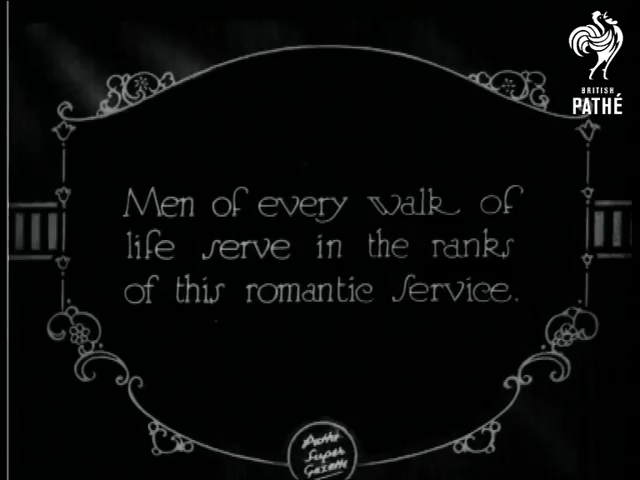 BRITISH
PATHÉ
Men of every walk of
life serve in the ranks
of this romantic Service.
Pathé
Super
Gazette